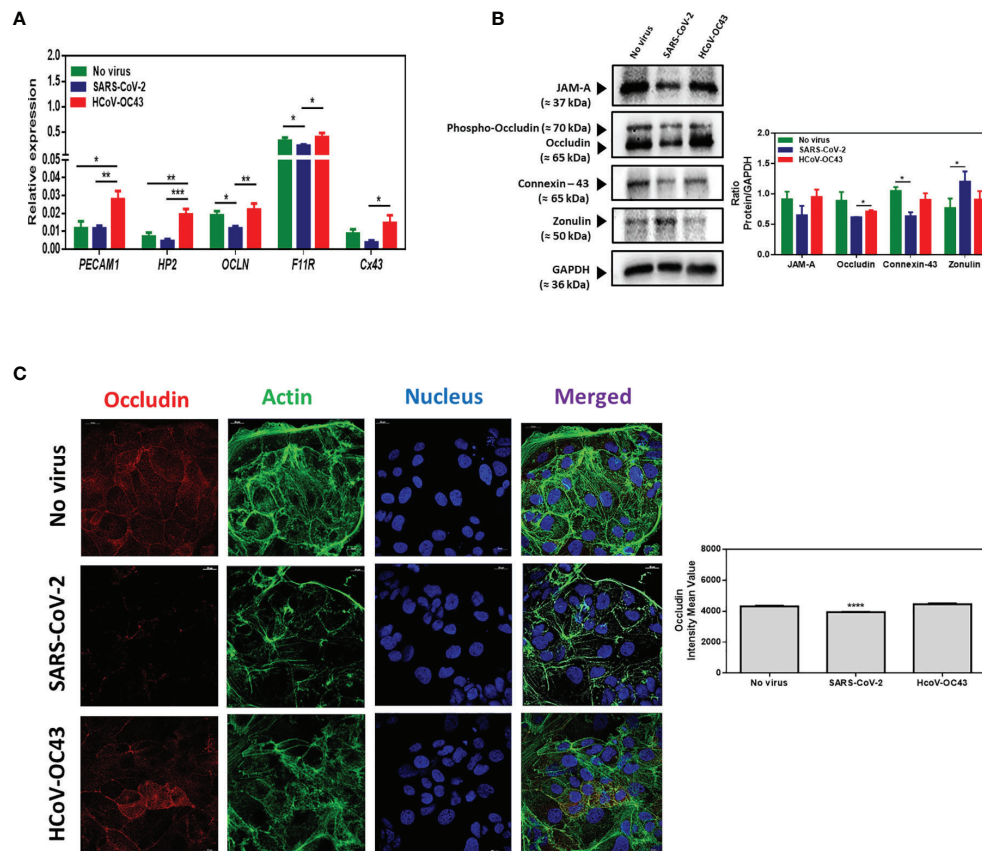 A
Relative expression
2.0
1.5
1.0
0.5
0.05
0.04
0.03
0.02
0.01
0.00
No virus
SARS-CoV-2
HCoV-OC43
*
**
**
***
*
**
*
*
*
PECAM1 HP2 OCLN F11R Cx43
B
No virus SARS-CoV-2 HCoV-OC43
JAM-A
(≈ 37 kDa)
Phospho-Occludin (≈ 70 kDa)
Occludin
(≈ 65 kDa)
Connexin–43
(≈ 65 kDa)
Zonulin
(≈ 50 kDa)
GAPDH
(≈ 36 kDa)
Ratio
Protein/GAPDH
2.0
1.5
1.0
0.5
0.0
No virus
SARS-CoV-2
HCoV-OC43
*
*
*
JAM-A Occludin Connexin-43 Zonulin
C
Occludin Actin Nucleus Merged
No virus
SARS-CoV-2
HCoV-OC43
Occludin
Intensity Mean Value
8000
6000
4000
2000
0
****
No virus SARS-CoV-2 HcoV-OC43